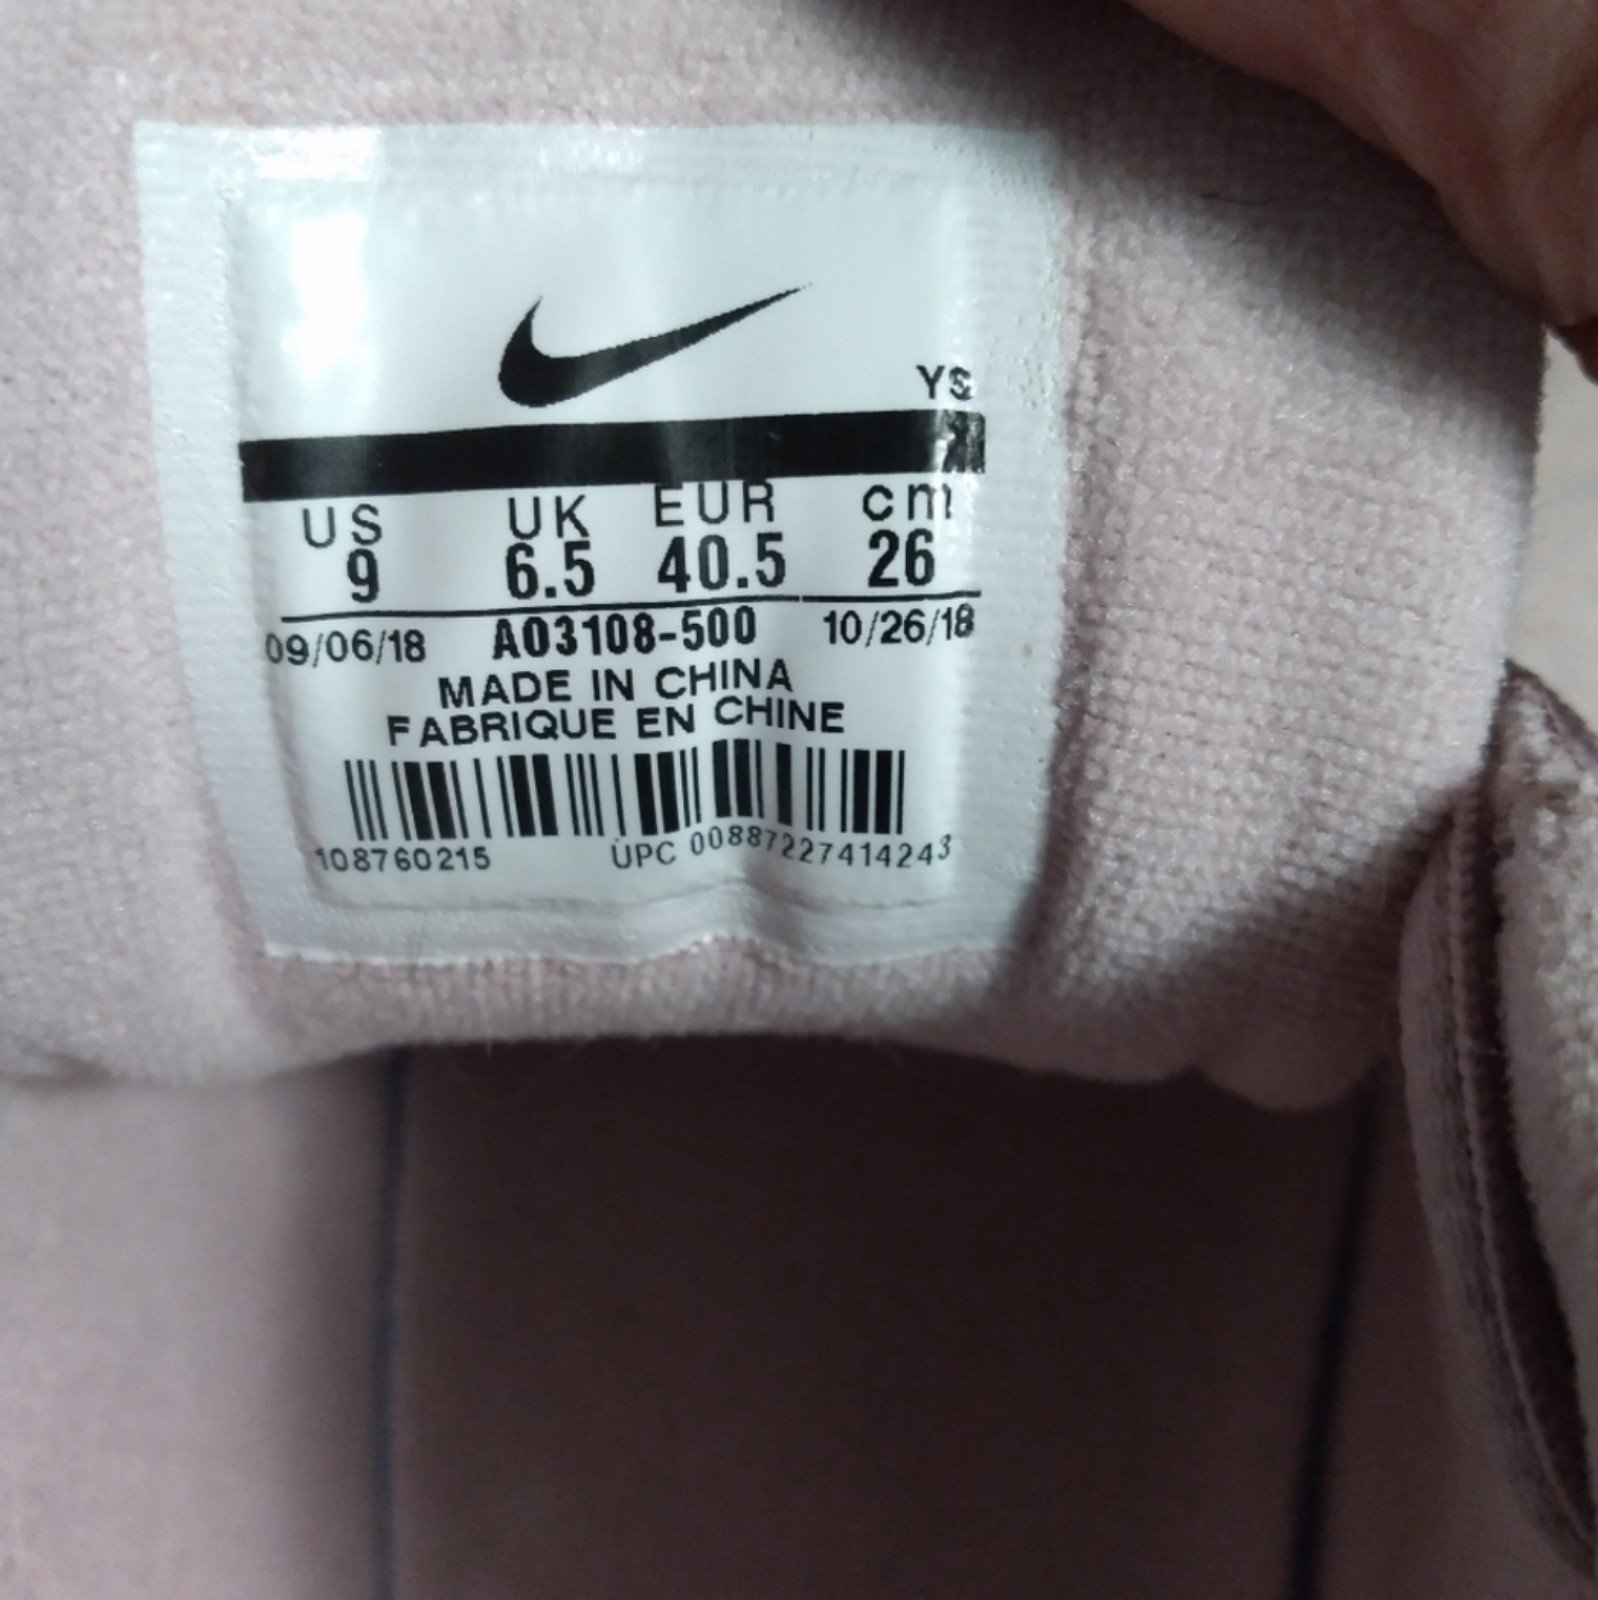 YS
US UK EUR cm
9 6.5 40.5 26
09/06/18 AO3108-500 10/26/18
MADE IN CHINA
FABRIQUE EN CHINE
108760215 UPC 00887227414243